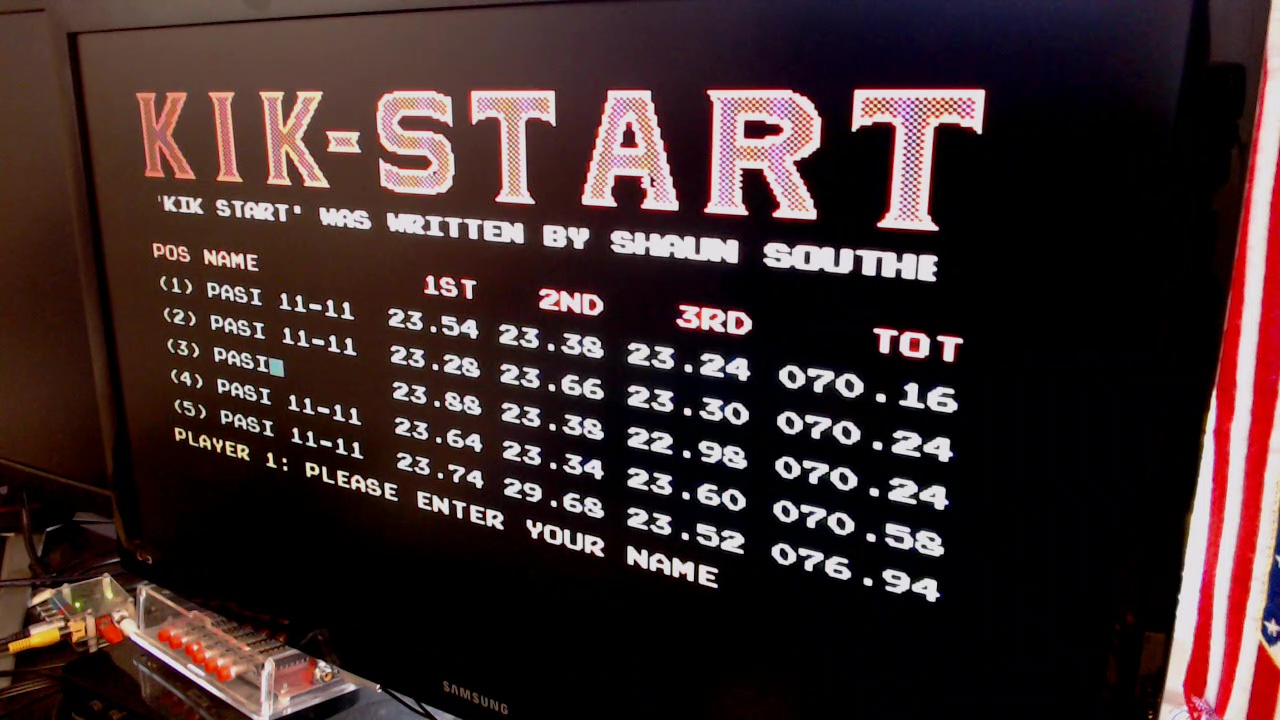 KIK-START
'KIK START' WAS WRITTEN BY SHAUN SOUTHE
POS NAME 1ST 2ND 3RD TOT
(1) PASI 11-11 23.54 23.38 23.24 070.16
(2) PASI 11-11 23.28 23.66 23.30 070.24
(3) PASI 23.88 23.38 22.98 070.24
(4) PASI 11-11 23.64 23.34 23.60 070.58
(5) PASI 11-11 23.74 29.68 23.52 076.94
PLAYER 1: PLEASE ENTER YOUR NAME
SAMSUNG